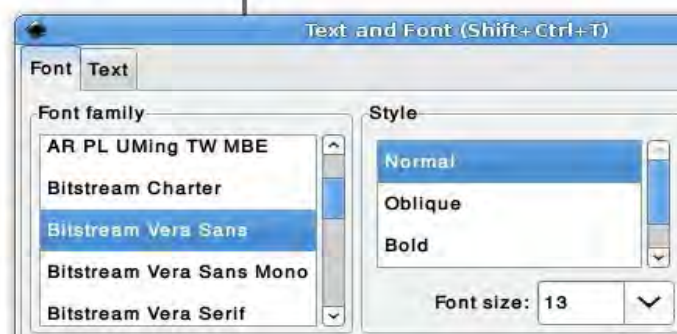 Text and Font (Shift+Ctrl+T)
Font Text
Font family
AR PL UMing TW MBE
Bitstream Charter
Bitstream Vera Sans
Bitstream Vera Sans Mono
Bitstream Vera Serif
Style
Normal
Oblique
Bold
Font size: 13